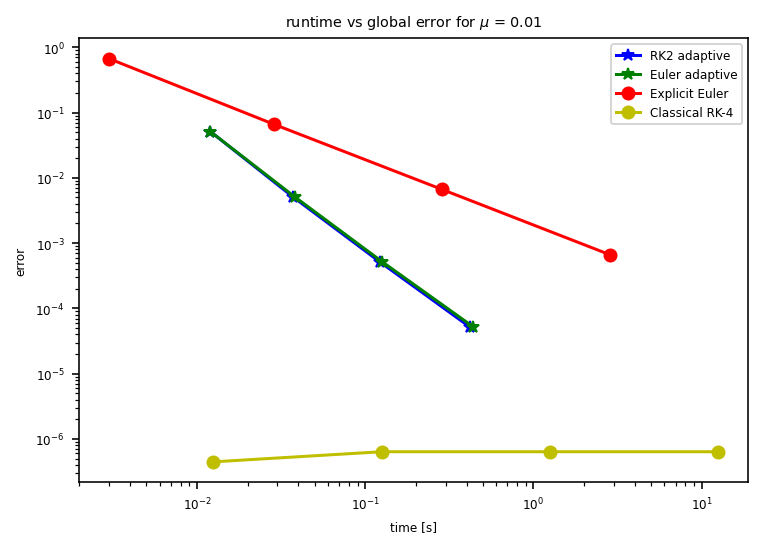 runtime vs global error for μ = 0.01
RK2 adaptive
Euler adaptive
Explicit Euler
Classical RK-4
error
10⁰
10⁻¹
10⁻²
10⁻³
10⁻⁴
10⁻⁵
10⁻⁶
10⁻² 10⁻¹ 10⁰ 10¹
time [s]